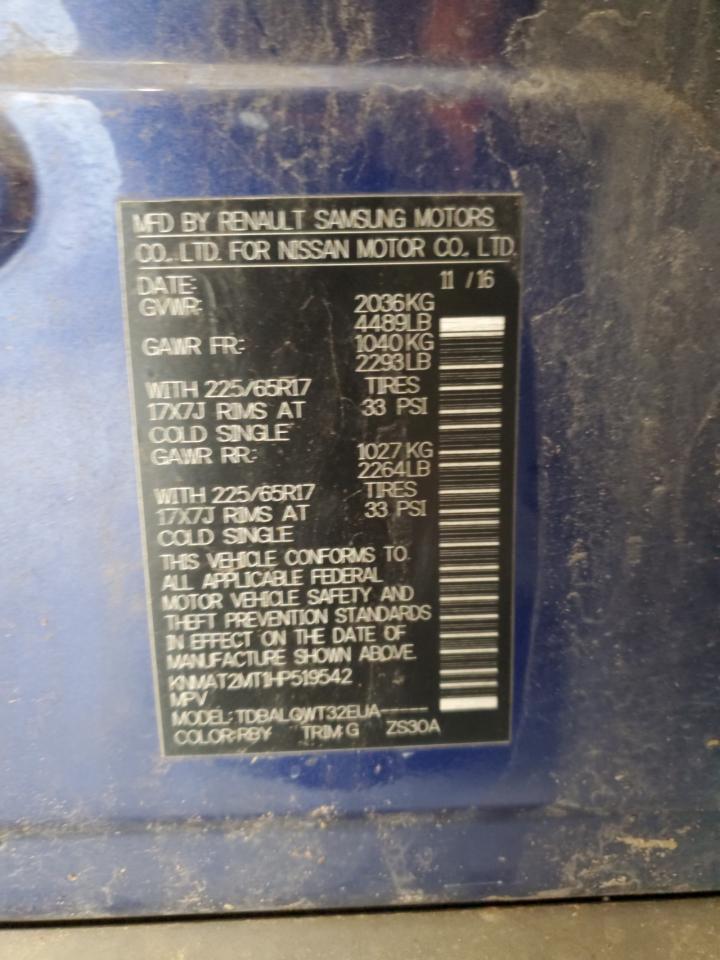 MFD BY RENAULT SAMSUNG MOTORS
CO., LTD. FOR NISSAN MOTOR CO., LTD.
DATE: 11 / 16
GVWR: 2036KG
4489LB
GAWR FR: 1040KG
2293LB
WITH 225/65R17 TIRES
17X7J RIMS AT 33 PSI
COLD SINGLE
GAWR RR: 1027KG
2264LB
WITH 225/65R17 TIRES
17X7J RIMS AT 33 PSI
COLD SINGLE
THIS VEHICLE CONFORMS TO
ALL APPLICABLE FEDERAL
MOTOR VEHICLE SAFETY AND
THEFT PREVENTION STANDARDS
IN EFFECT ON THE DATE OF
MANUFACTURE SHOWN ABOVE.
KNMAT2MT1HP519542
MPV
MODEL: TDBALGWT32EUA-----
COLOR:RBY TRIM:G ZS30A